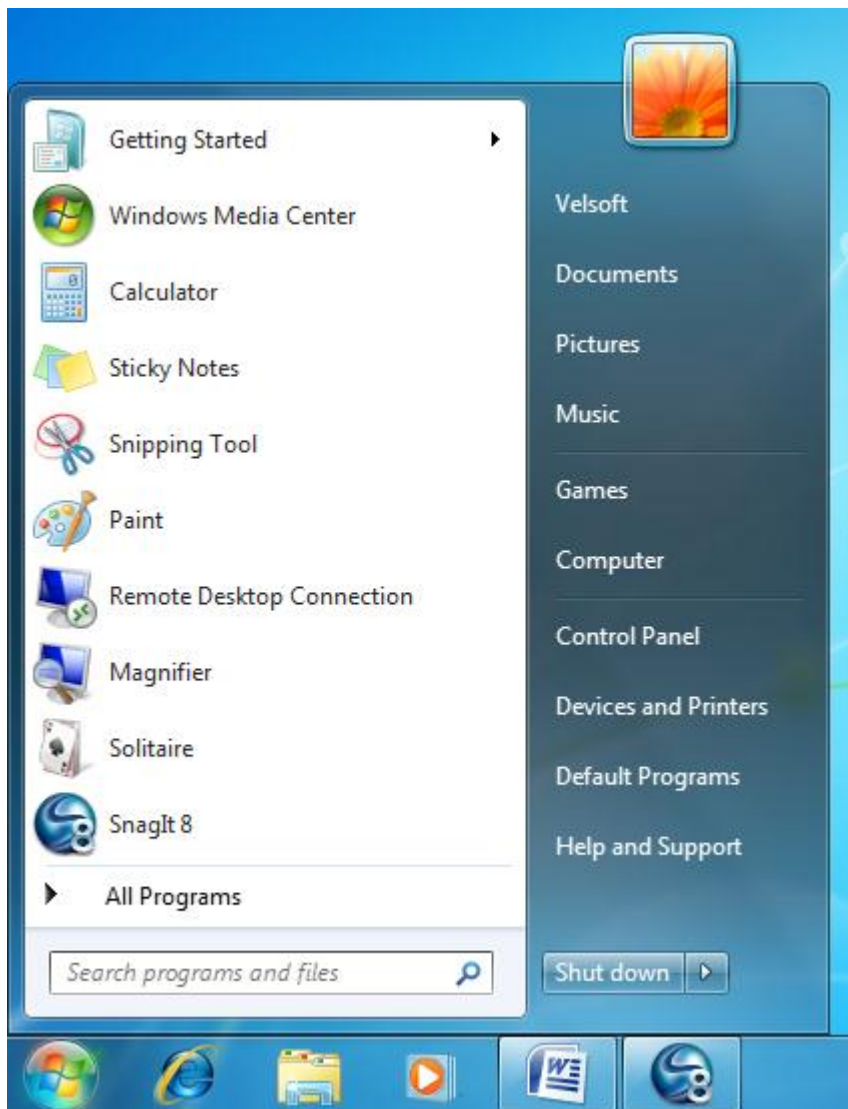 Getting Started
Windows Media Center
Calculator
Sticky Notes
Snipping Tool
Paint
Remote Desktop Connection
Magnifier
Solitaire
SnagIt 8
All Programs
Search programs and files
Velsoft
Documents
Pictures
Music
Games
Computer
Control Panel
Devices and Printers
Default Programs
Help and Support
Shut down